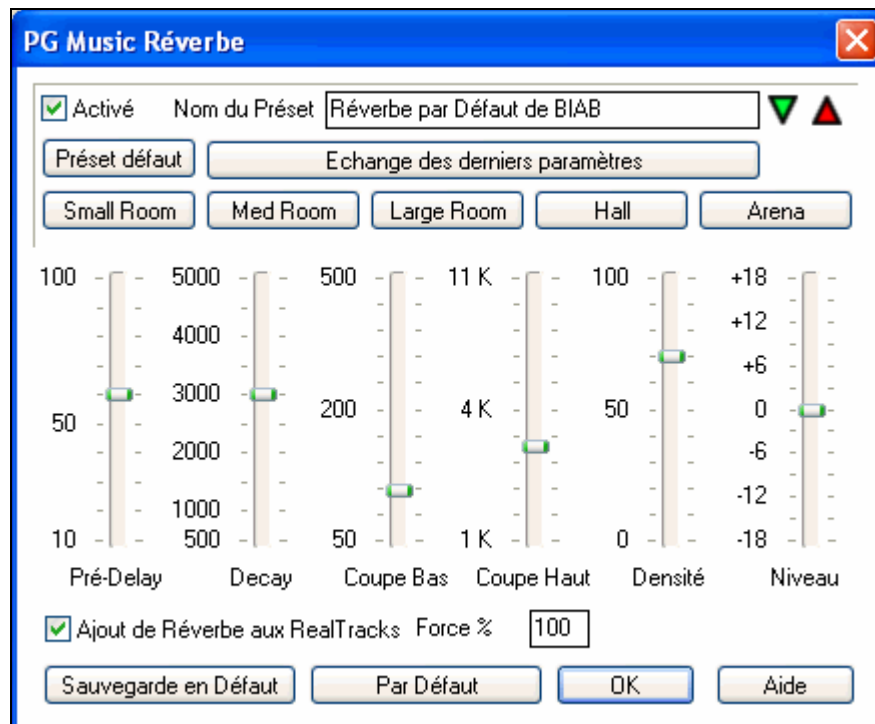 PG Music Réverbe
Activé Nom du Préset Réverbe par Défaut de BIAB
Préset défaut Echange des derniers paramètres
Small Room Med Room Large Room Hall Arena
100 5000 500 11 K 100 +18
4000 +12
+6
3000
50 200 4 K 50 0
2000 -6
1000 -12
10 500 50 1 K 0 -18
Pré-Delay Decay Coupe Bas Coupe Haut Densité Niveau
Ajout de Réverbe aux RealTracks Force % 100
Sauvegarde en Défaut Par Défaut OK Aide